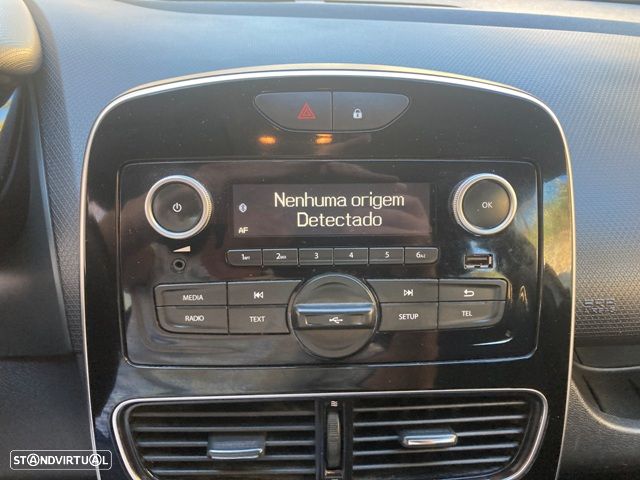 Nenhuma origem
Detectado
AF
OK
1 2 3 4 5 6
MEDIA
RADIO
TEXT
SETUP
TEL
STANDVIRTUAL